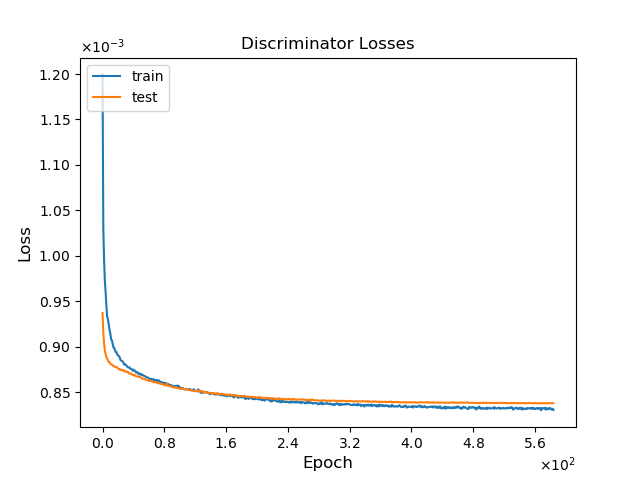 Discriminator Losses
×10⁻³
train
test
1.20
1.15
1.10
1.05
1.00
0.95
0.90
0.85
Loss
0.0 0.8 1.6 2.4 3.2 4.0 4.8 5.6
Epoch
×10²